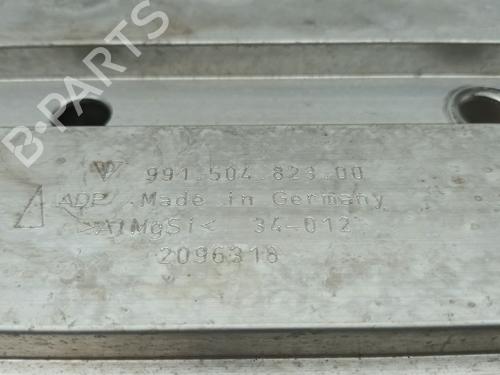 B-PARTS
991.504.823.00
ADP Made in Germany
>AlMgSi< 34-012
2096318